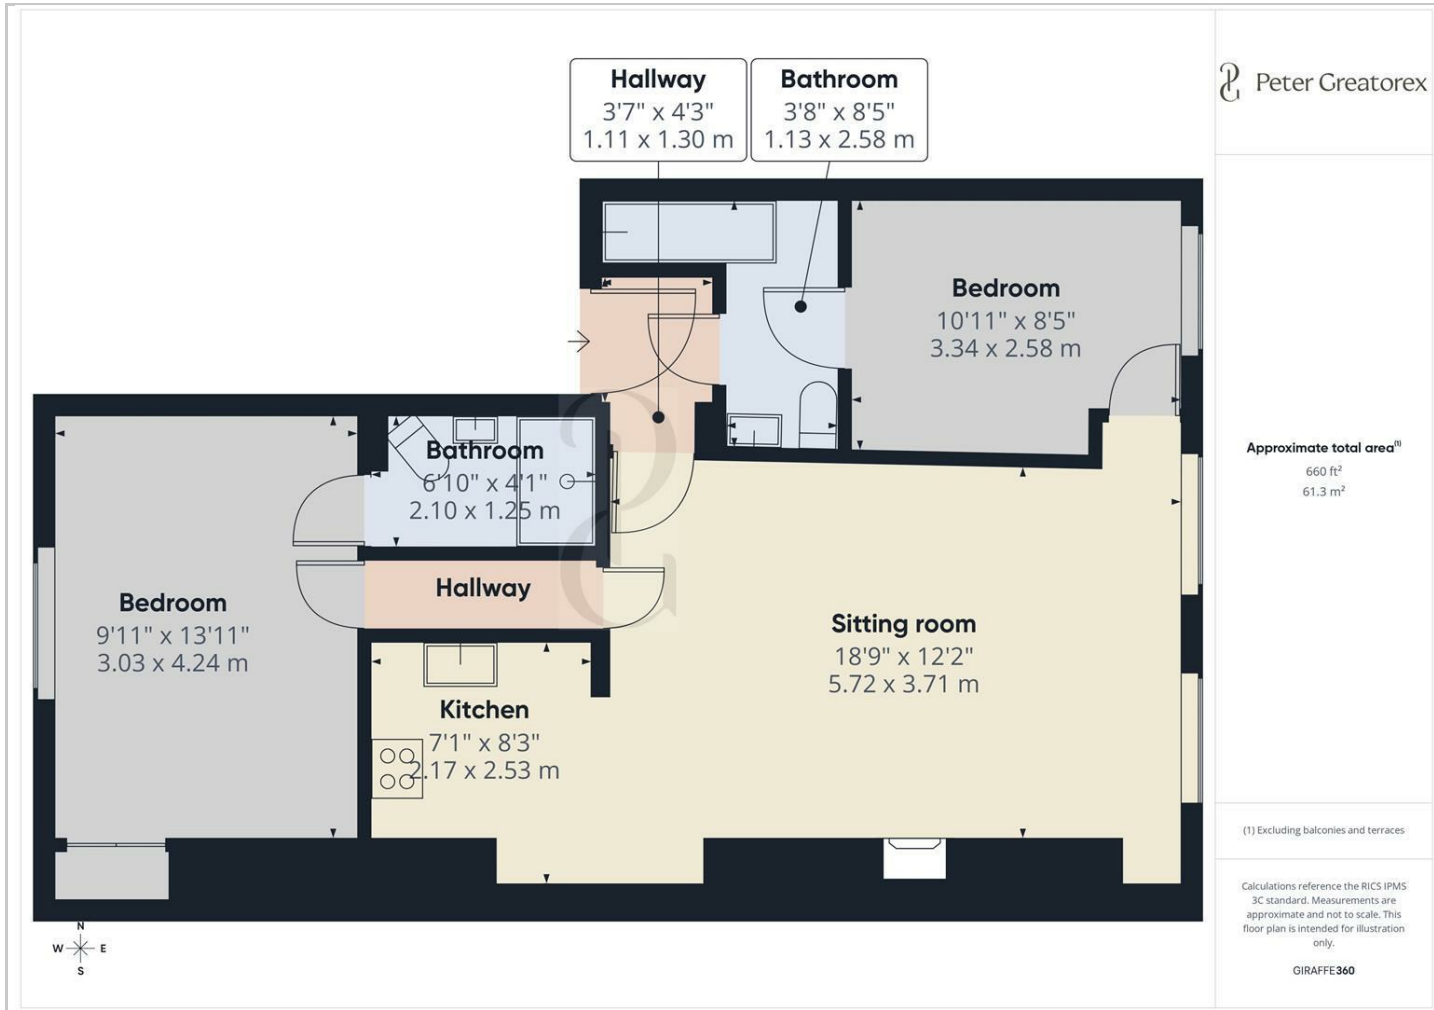 Hallway
3'7" x 4'3"
1.11 x 1.30 m
Bathroom
3'8" x 8'5"
1.13 x 2.58 m
Peter Greatorex
Bedroom
10'11" x 8'5"
3.34 x 2.58 m
Bathroom
6'10" x 4'1"
2.10 x 1.25 m
Hallway
Bedroom
9'11" x 13'11"
3.03 x 4.24 m
Sitting room
18'9" x 12'2"
5.72 x 3.71 m
Kitchen
7'1" x 8'3"
2.17 x 2.53 m
N
W E
S
Approximate total area(1)
660 ft²
61.3 m²
(1) Excluding balconies and terraces
Calculations reference the RICS IPMS
3C standard. Measurements are
approximate and not to scale. This
floor plan is intended for illustration
only.
GIRAFFE360